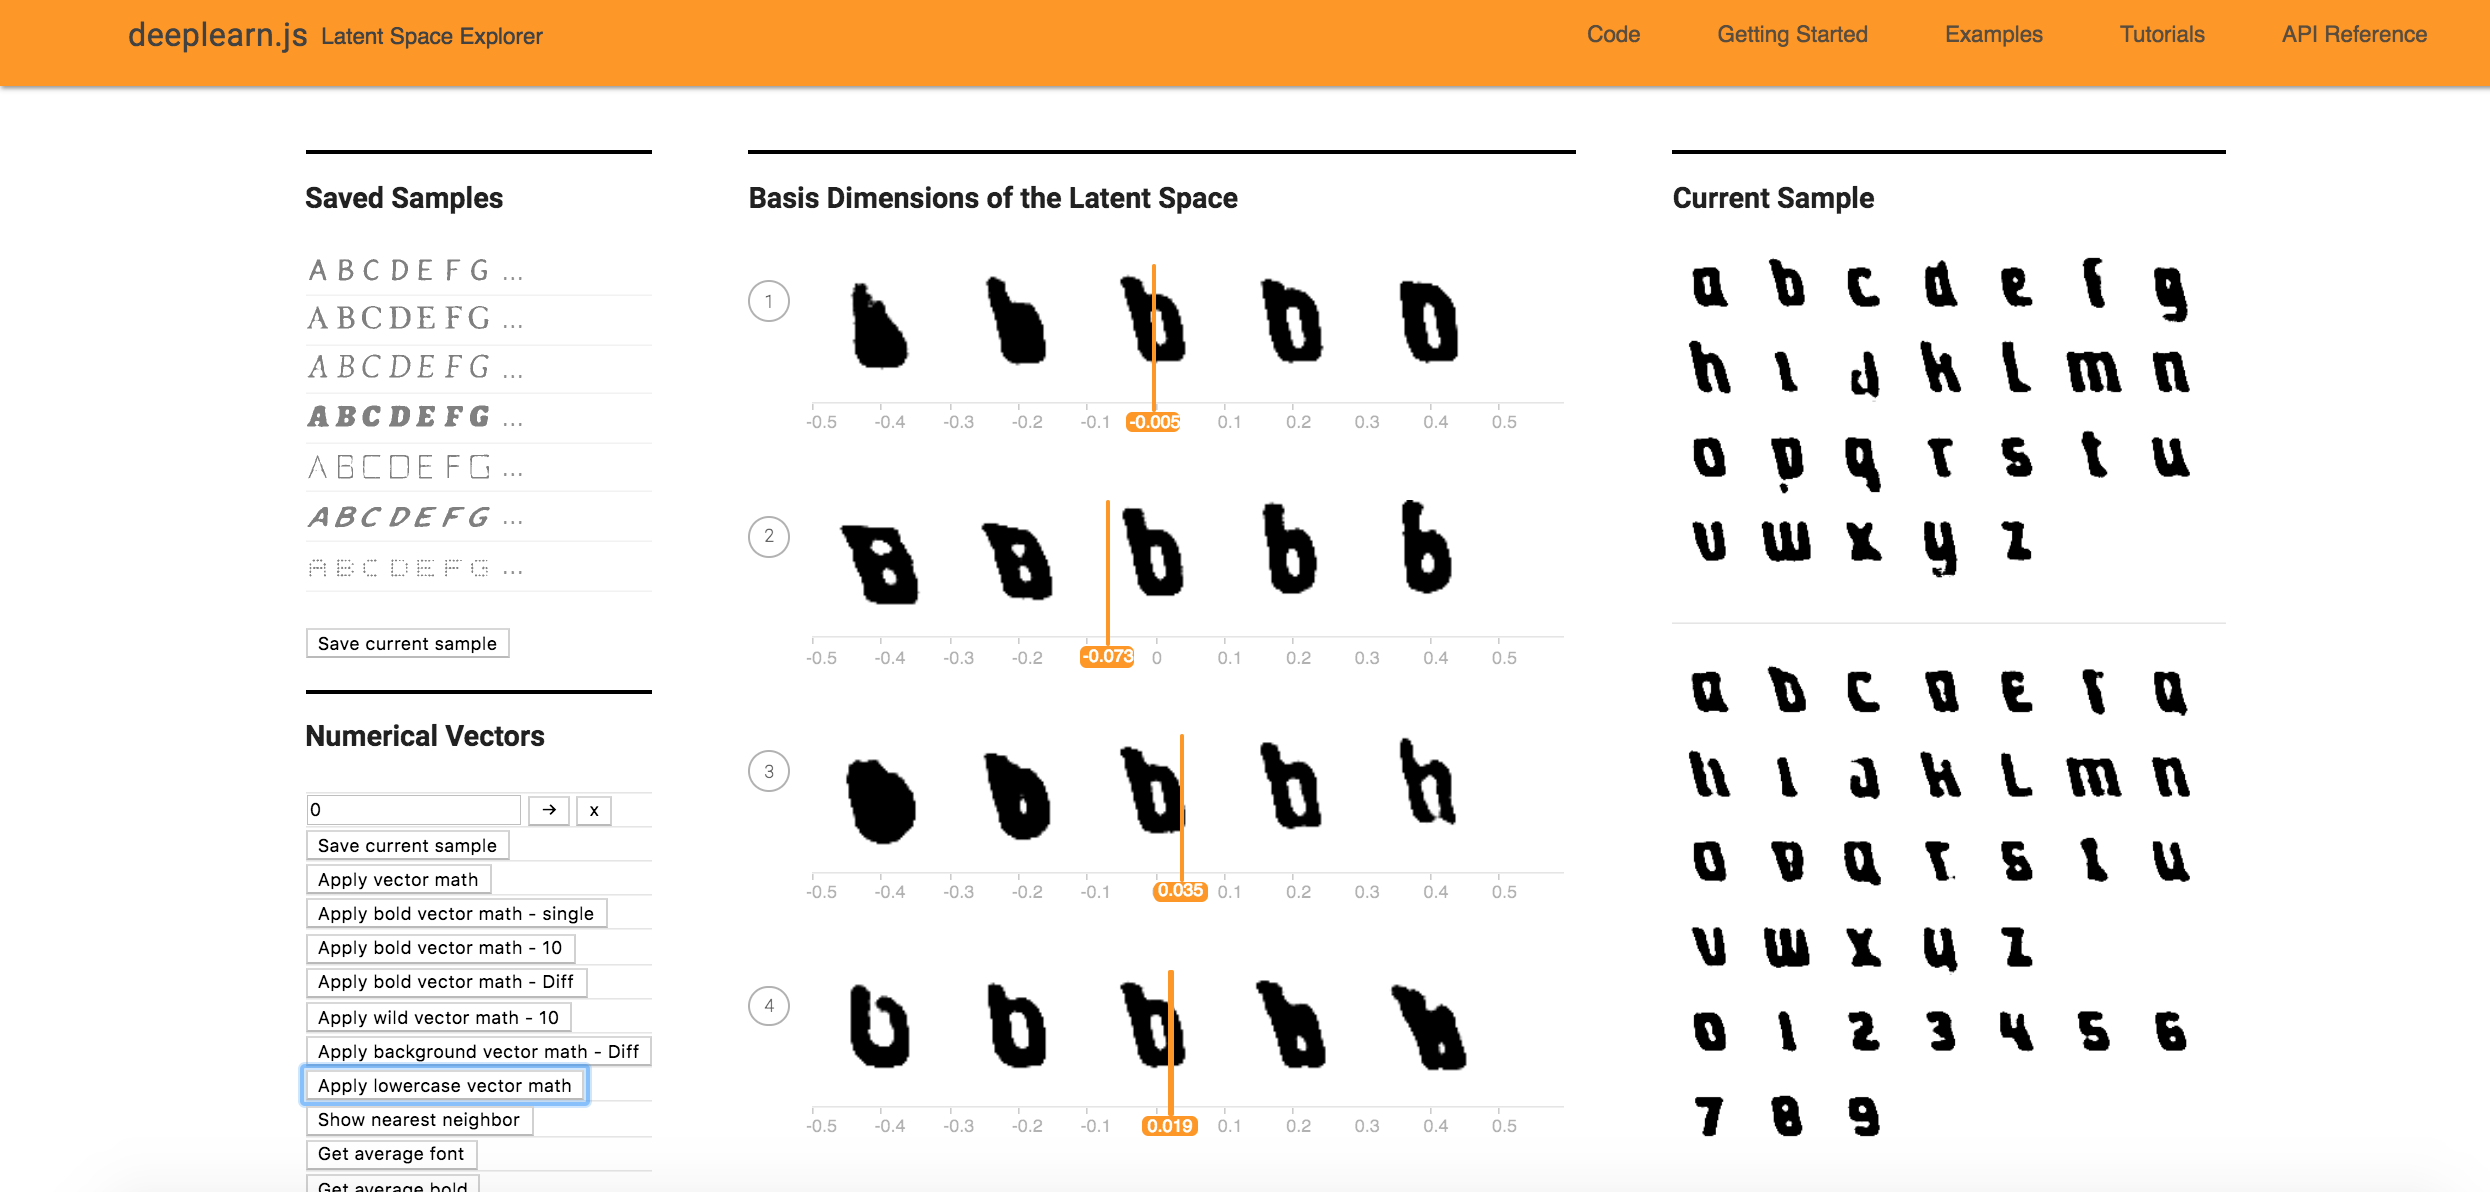 deeplearn.js Latent Space Explorer
Code Getting Started Examples Tutorials API Reference
Saved Samples
A B C D E F G ...
A B C D E F G ...
A B C D E F G ...
A B C D E F G ...
A B C D E F G ...
A B C D E F G ...
A B C D E F G ...
Save current sample
Numerical Vectors
0 → x
Save current sample
Apply vector math
Apply bold vector math - single
Apply bold vector math - 10
Apply bold vector math - Diff
Apply wild vector math - 10
Apply background vector math - Diff
Apply lowercase vector math
Show nearest neighbor
Get average font
Get average bold
Basis Dimensions of the Latent Space
1
b b D
-0.5 -0.4 -0.3 -0.2 -0.1 -0.005 0.1 0.2 0.3 0.4 0.5
2
B B b b b
-0.5 -0.4 -0.3 -0.2 -0.073 0 0.1 0.2 0.3 0.4 0.5
3
b b b h
-0.5 -0.4 -0.3 -0.2 -0.1 0.035 0.1 0.2 0.3 0.4 0.5
4
b b b b b
-0.5 -0.4 -0.3 -0.2 -0.1 0.019 0.1 0.2 0.3 0.4 0.5
Current Sample
a b c d e f g
h i j k l m n
o p q r s t u
v w x y z
a b c d E f q
h i j k L m n
o p q r s t u
v w x y z
0 1 2 3 4 5 6
7 8 9